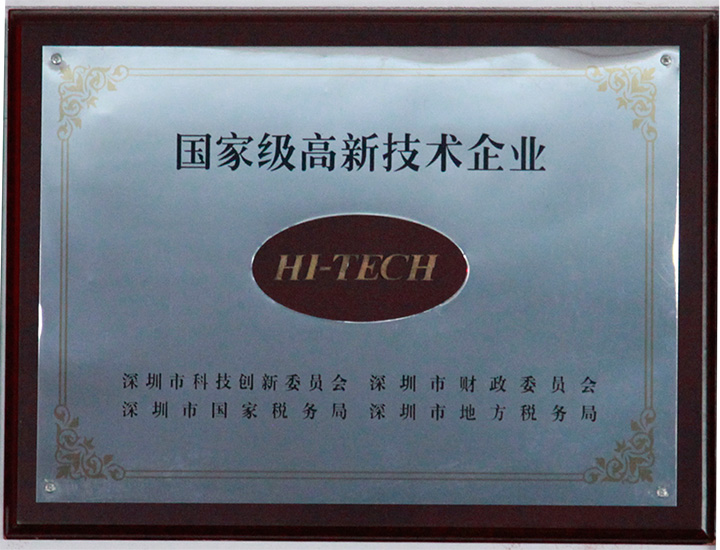 国家级高新技术企业
HI-TECH
深圳市科技创新委员会 深圳市财政委员会
深圳市国家税务局 深圳市地方税务局